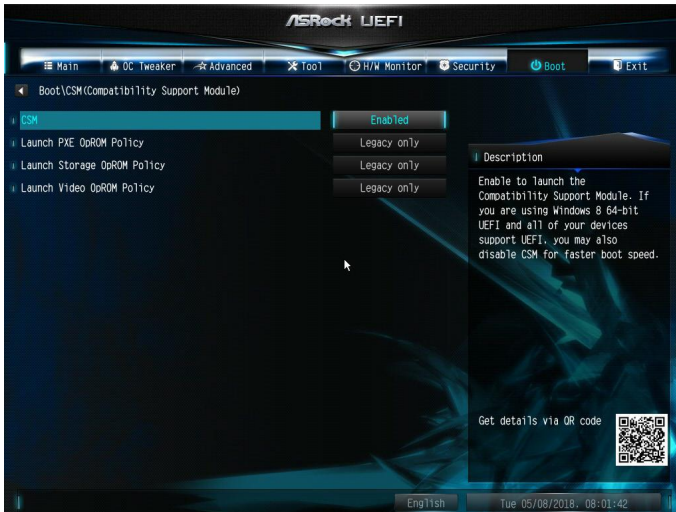 ASRock UEFI
Main OC Tweaker Advanced Tool H/W Monitor Security Boot Exit
Boot\CSM(Compatibility Support Module)
CSM Enabled
Launch PXE OpROM Policy Legacy only
Launch Storage OpROM Policy Legacy only
Launch Video OpROM Policy Legacy only
Description
Enable to launch the
Compatibility Support Module. If
you are using Windows 8 64-bit
UEFI and all of your devices
support UEFI, you may also
disable CSM for faster boot speed.
Get details via QR code
English Tue 05/08/2018, 08:01:42